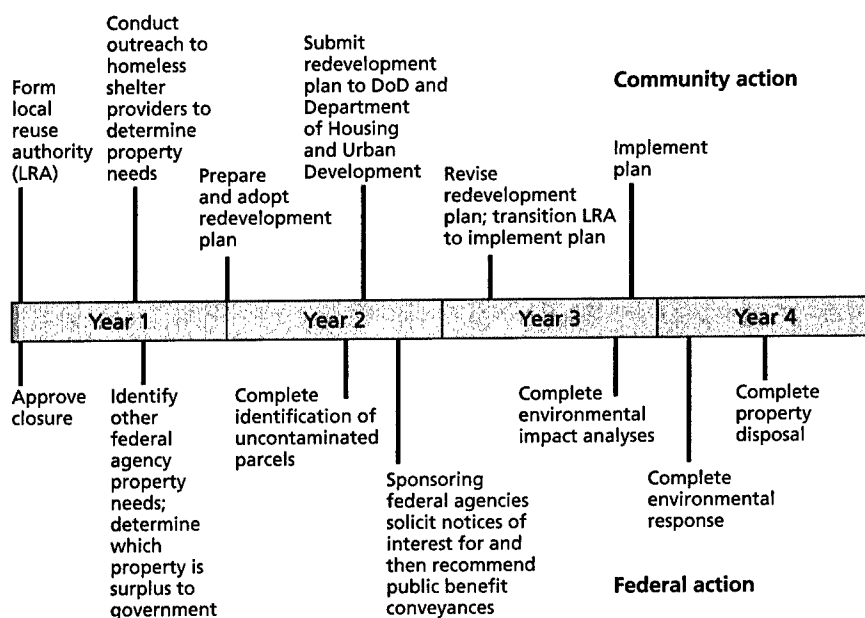 Form
local
reuse
authority
(LRA)
Conduct
outreach to
homeless
shelter
providers to
determine
property
needs
Prepare
and adopt
redevelopment
plan
Submit
redevelopment
plan to DoD and
Department
of Housing
and Urban
Development
Revise
redevelopment
plan; transition LRA
to implement plan
Community action
Implement
plan
Year 1
Year 2
Year 3
Year 4
Approve
closure
Identify
other
federal
agency
property
needs;
determine
which
property is
surplus to
government
Complete
identification of
uncontaminated
parcels
Sponsoring
federal agencies
solicit notices of
interest for and
then recommend
public benefit
conveyances
Complete
environmental
impact analyses
Complete
environmental
response
Complete
property
disposal
Federal action